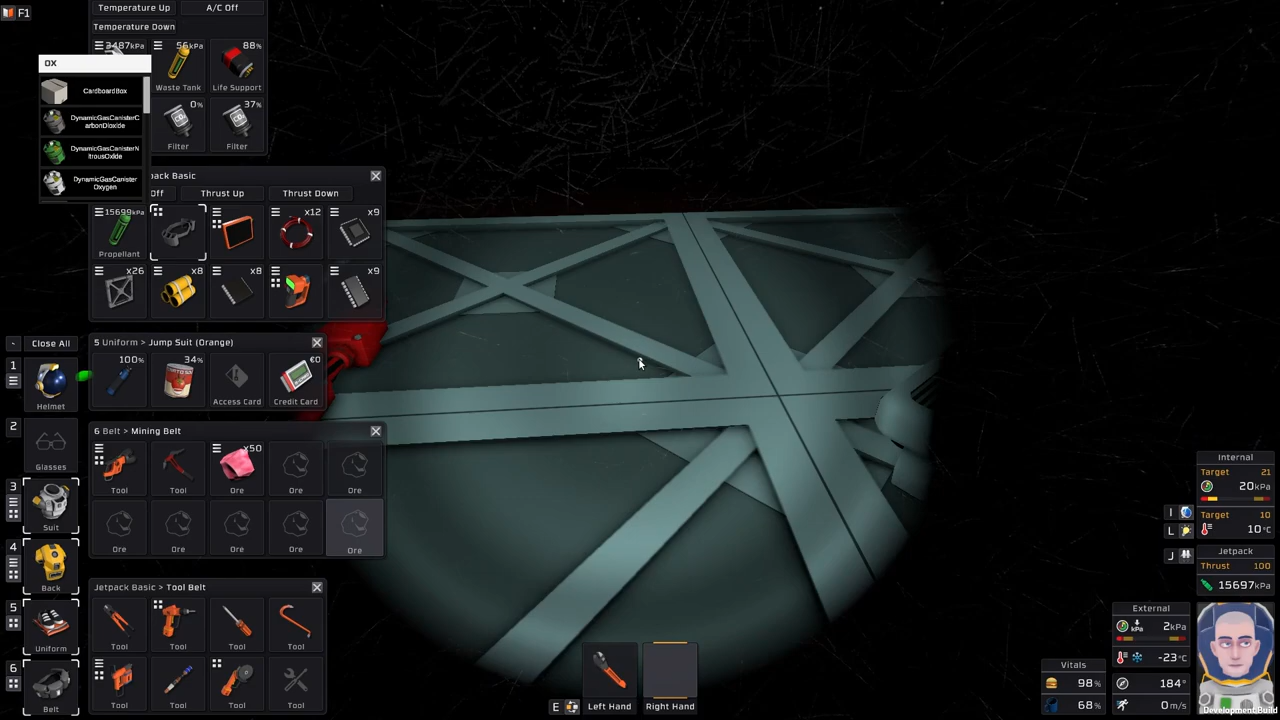 F1
Temperature Up
A/C Off
Temperature Down
3487kPa
56kPa
88%
ox
Waste Tank
Life Support
CardboardBox
DynamicGasCanisterCarbonDioxide
0%
37%
DynamicGasCanisterNitrousOxide
Filter
Filter
DynamicGasCanisterOxygen
pack Basic
Off
Thrust Up
Thrust Down
15699kPa
x12
x9
Propellant
x26
x8
x8
x9
5 Uniform > Jump Suit (Orange)
Close All
1
100%
34%
€0
Helmet
Access Card
Credit Card
2
6 Belt > Mining Belt
x50
Glasses
Tool
Tool
Ore
Ore
Ore
3
Suit
Ore
Ore
Ore
Ore
Ore
4
Back
Jetpack Basic > Tool Belt
5
Uniform
Tool
Tool
Tool
Tool
6
Belt
Tool
Tool
Tool
Tool
E
Left Hand
Right Hand
Internal
Target 21
20kPa
I
Target 10
L
10°C
J
Jetpack
Thrust 100
15697kPa
External
kPa
2kPa
-23°C
Vitals
98%
184°
68%
0m/s
Development Build